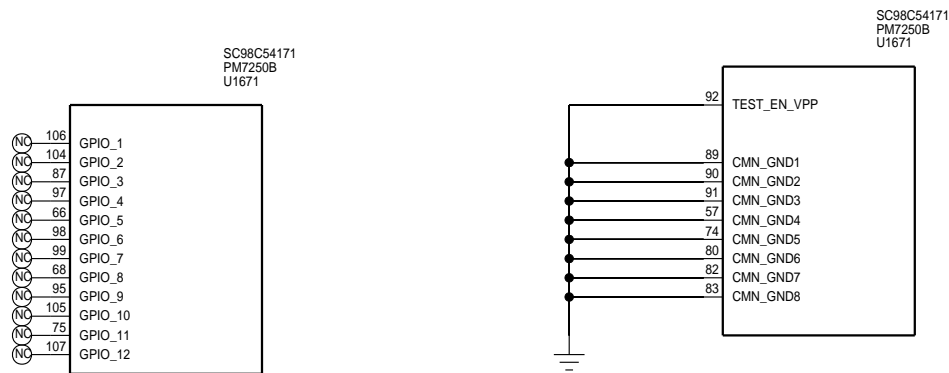 SC98C54171
PM7250B
U1671
NC 106 GPIO_1
NC 104 GPIO_2
NC 87 GPIO_3
NC 97 GPIO_4
NC 66 GPIO_5
NC 98 GPIO_6
NC 99 GPIO_7
NC 68 GPIO_8
NC 95 GPIO_9
NC 105 GPIO_10
NC 75 GPIO_11
NC 107 GPIO_12
SC98C54171
PM7250B
U1671
92 TEST_EN_VPP
89 CMN_GND1
90 CMN_GND2
91 CMN_GND3
57 CMN_GND4
74 CMN_GND5
80 CMN_GND6
82 CMN_GND7
83 CMN_GND8